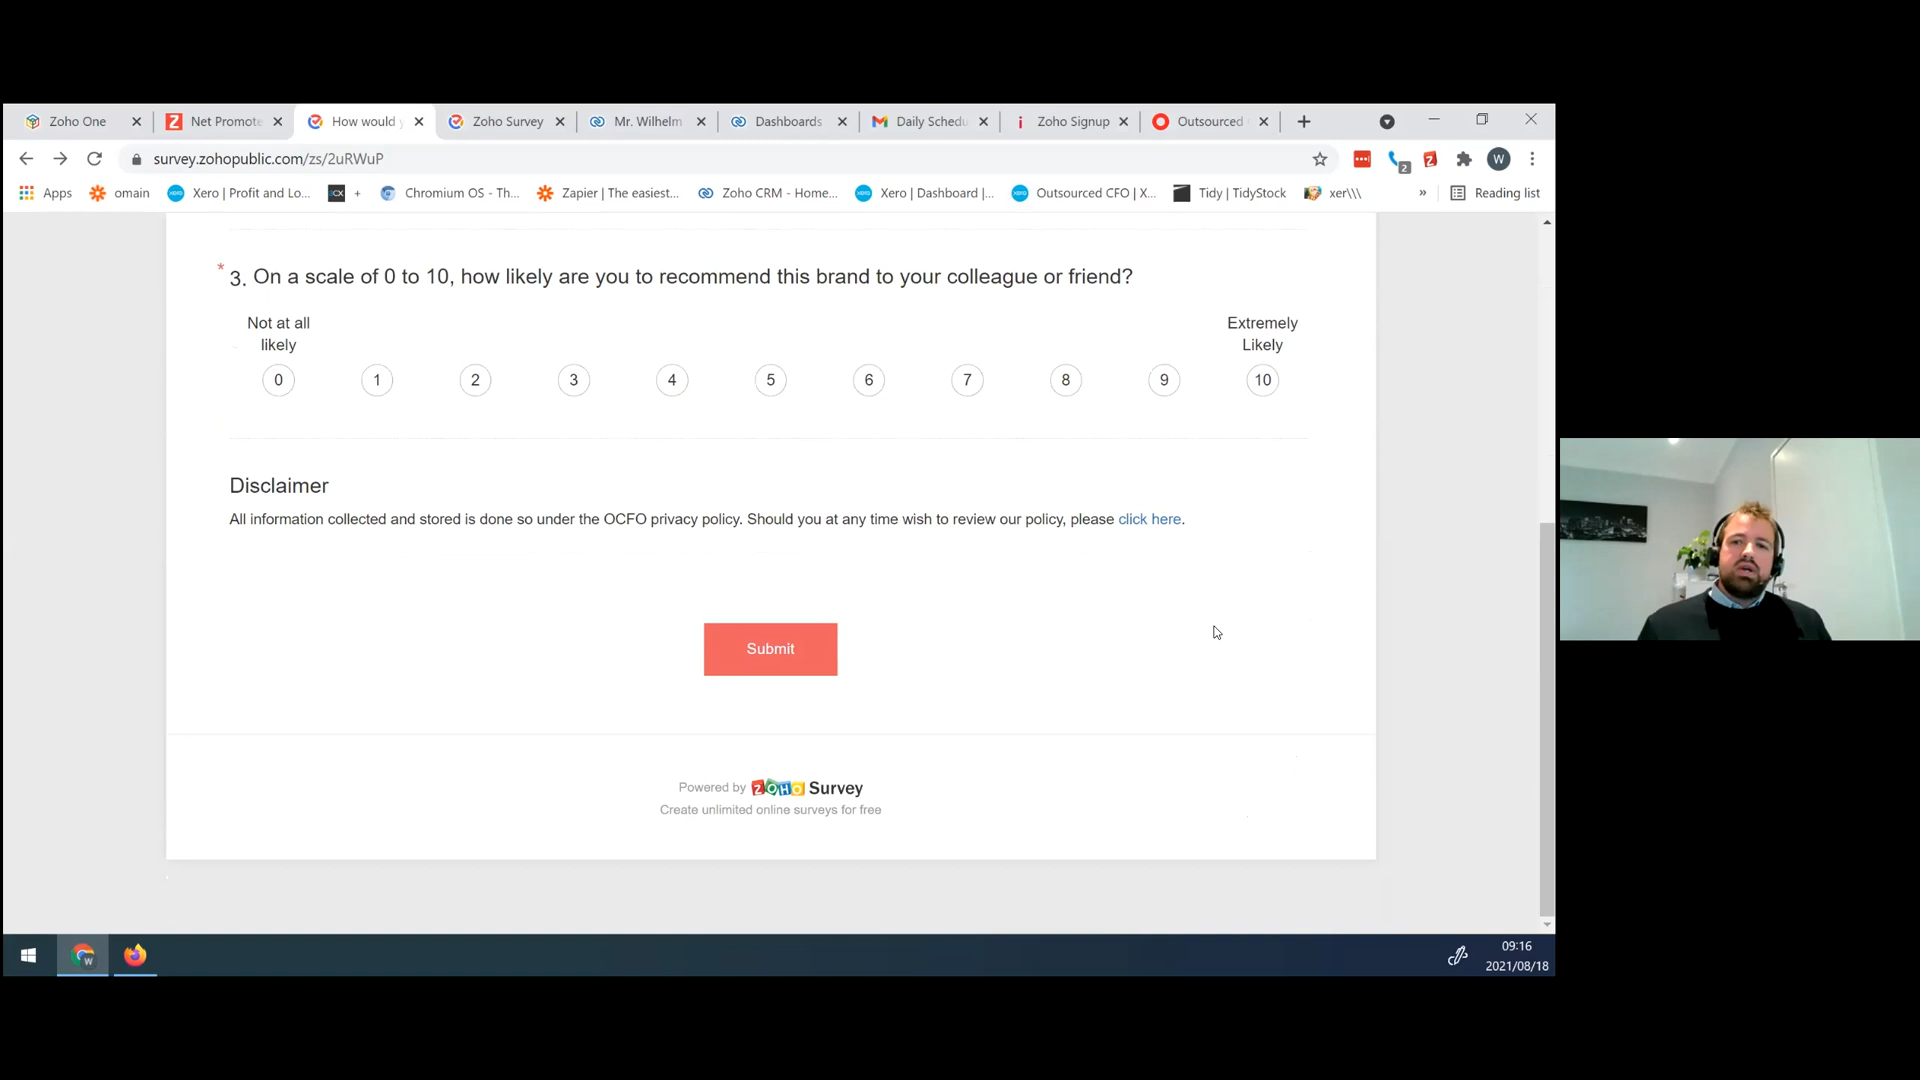 Zoho One
Net Promote
How would y
Zoho Survey
Mr. Wilhelm
Dashboards
Daily Schedu
Zoho Signup
Outsourced
survey.zohopublic.com/zs/2uRWuP
2
W
Apps
omain
Xero | Profit and Lo...
+
Chromium OS - Th...
Zapier | The easiest...
Zoho CRM - Home...
Xero | Dashboard |...
Outsourced CFO | X...
Tidy | TidyStock
xer\\\
»
Reading list
* 3. On a scale of 0 to 10, how likely are you to recommend this brand to your colleague or friend?
Not at all
likely
Extremely
Likely
0 1 2 3 4 5 6 7 8 9 10
Disclaimer
All information collected and stored is done so under the OCFO privacy policy. Should you at any time wish to review our policy, please click here.
Submit
Powered by ZOHO Survey
Create unlimited online surveys for free
09:16
2021/08/18